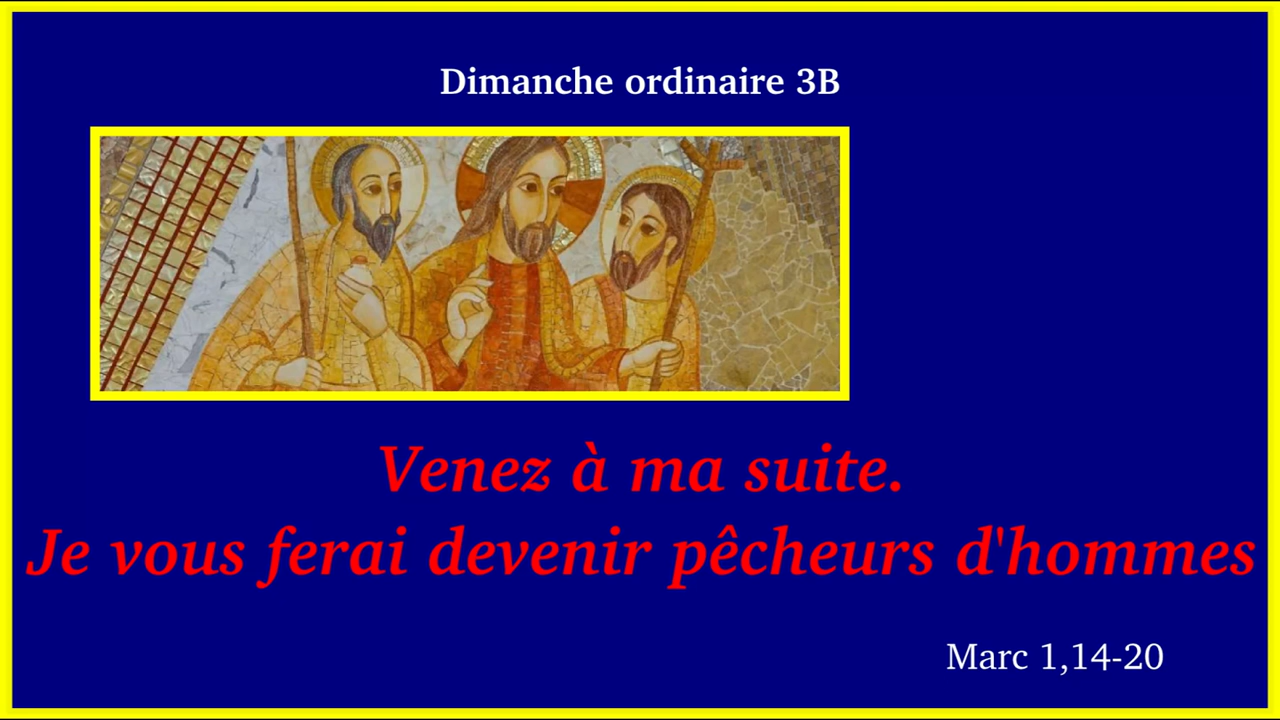 Dimanche ordinaire 3B
Venez à ma suite.
Je vous ferai devenir pêcheurs d'hommes
Marc 1,14-20